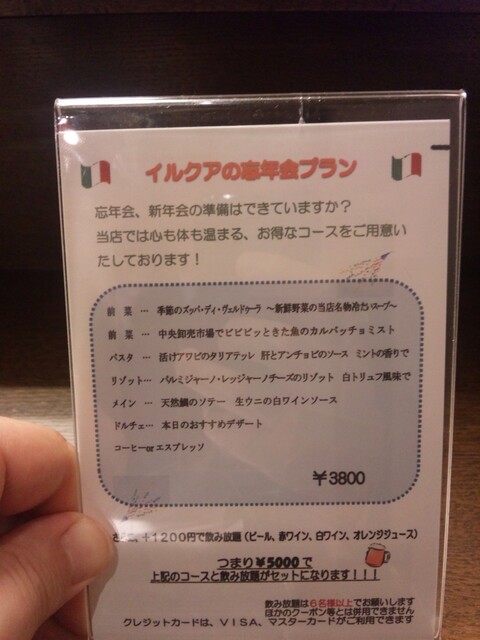 イルクアの忘年会プラン
忘年会、新年会の準備はできていますか?
当店では心も体も温まる、お得なコースをご用意い
たしております!
前 菜 … 季節のズッパ・ディ・ヴェルドゥーラ ～新鮮野菜の当店名物冷たいスープ～
前 菜 … 中央卸売市場でビビビッときた魚のカルパッチョミスト
パスタ … 活けアワビのタリアテッレ 肝とアンチョビのソース ミントの香りで
リゾット… パルミジャーノ・レッジャーノチーズのリゾット 白トリュフ風味で
メイン … 天然鯛のソテー 生ウニの白ワインソース
ドルチェ… 本日のおすすめデザート
コーヒーorエスプレッソ
￥3800
+1200円で飲み放題(ビール、赤ワイン、白ワイン、オレンジジュース)
つまり￥5000で
上記のコースと飲み放題がセットになります!!!
飲み放題は6名様以上でお願いします
ほかのクーポン等とは併用できません
クレジットカードは、VISA、マスターカードがご利用できます